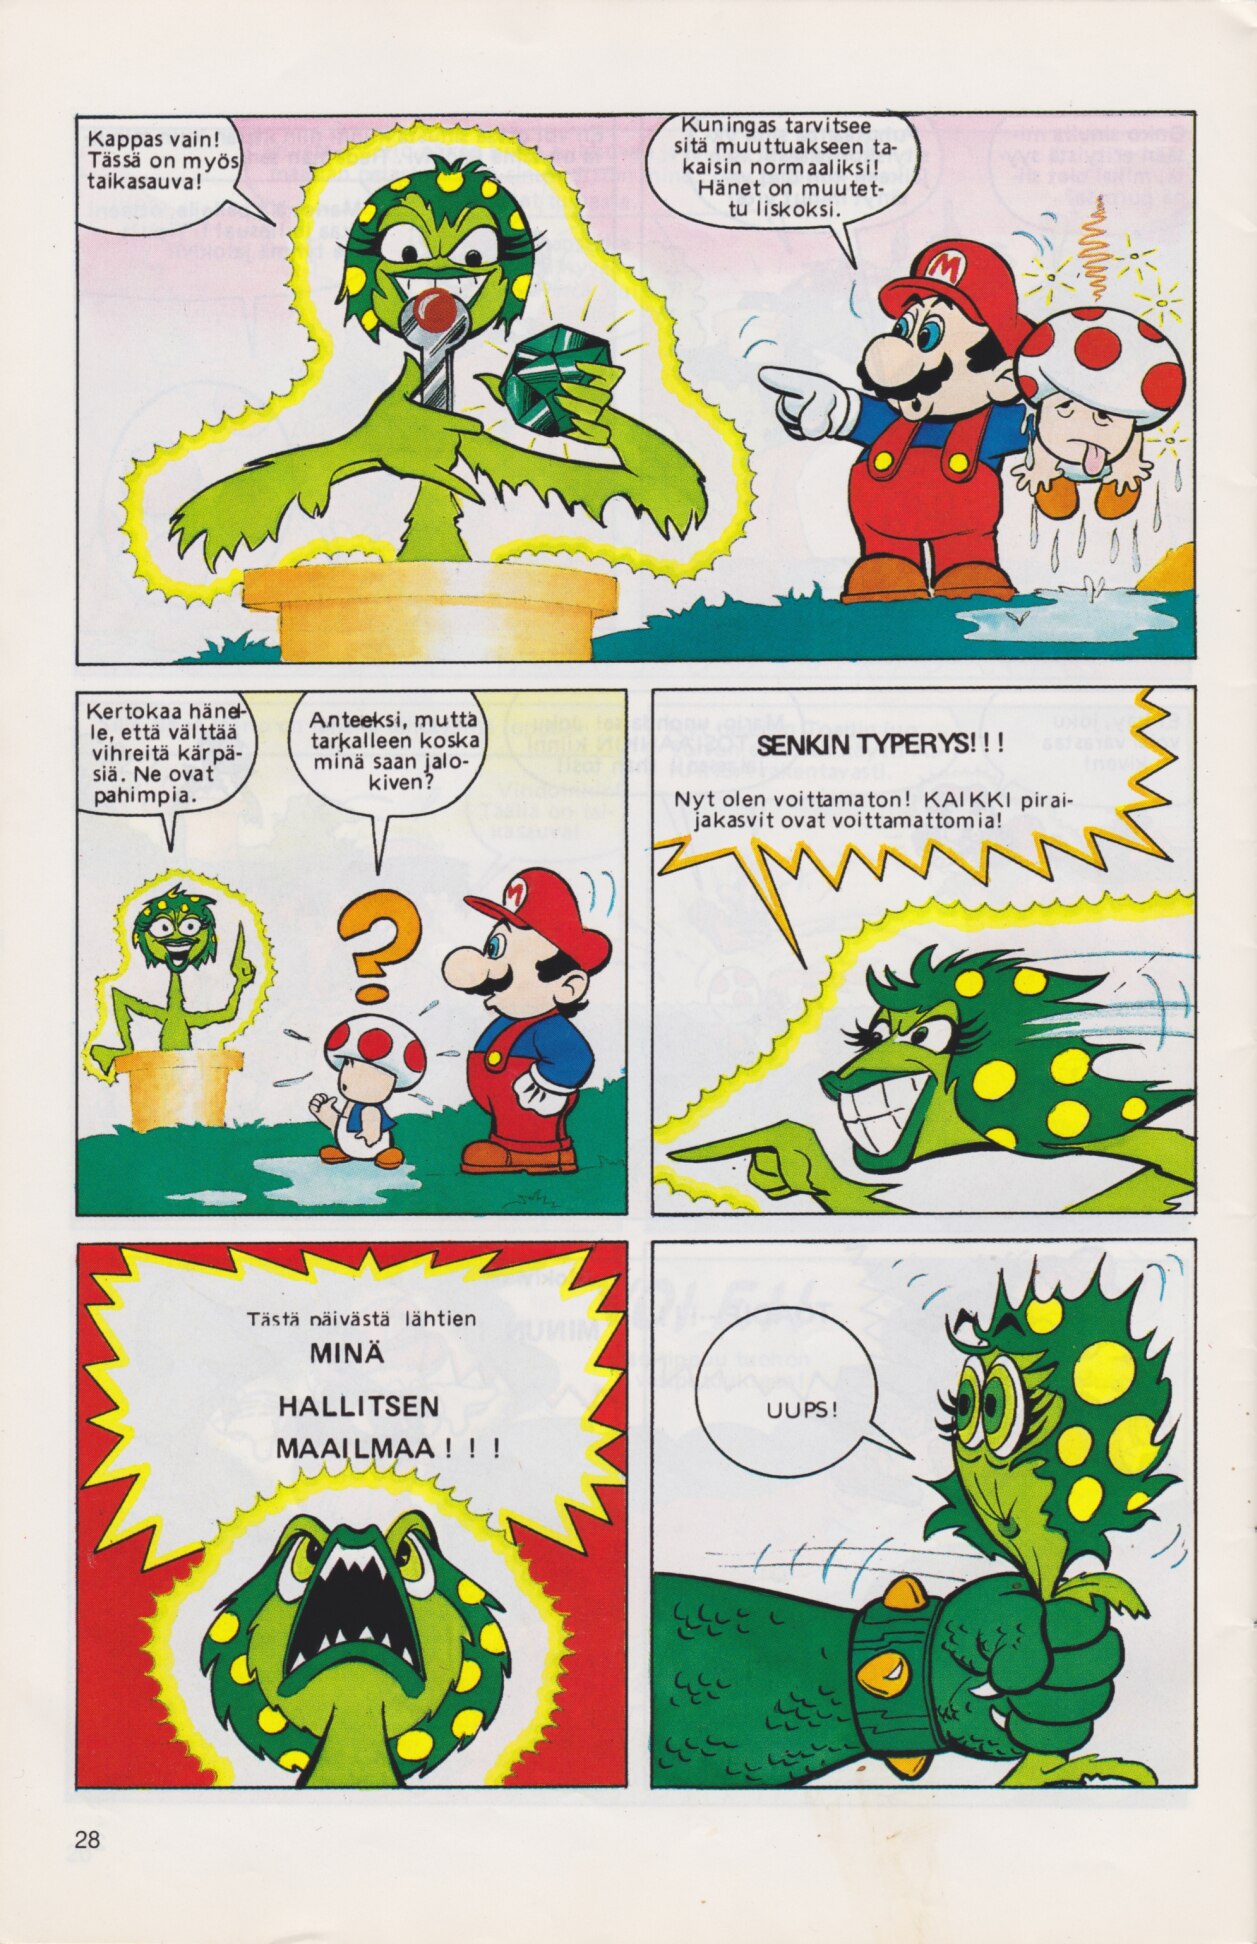 Kappas vain!
Tässä on myös
taikasauva!
Kuningas tarvitsee
sitä muuttuakseen ta-
kaisin normaaliksi!
Hänet on muutet-
tu liskoksi.
M
Kertokaa hänel-
le, että välttää
vihreitä kärpä-
siä. Ne ovat
pahimpia.
Anteeksi, mutta
tarkalleen koska
minä saan jalo-
kiven?
?
M
SENKIN TYPERYS!!!
Nyt olen voittamaton! KAIKKI pirai-
jakasvit ovat voittamattomia!
Tästä päivästä lähtien
MINÄ
HALLITSEN
MAAILMAA! ! !
UUPS!
28